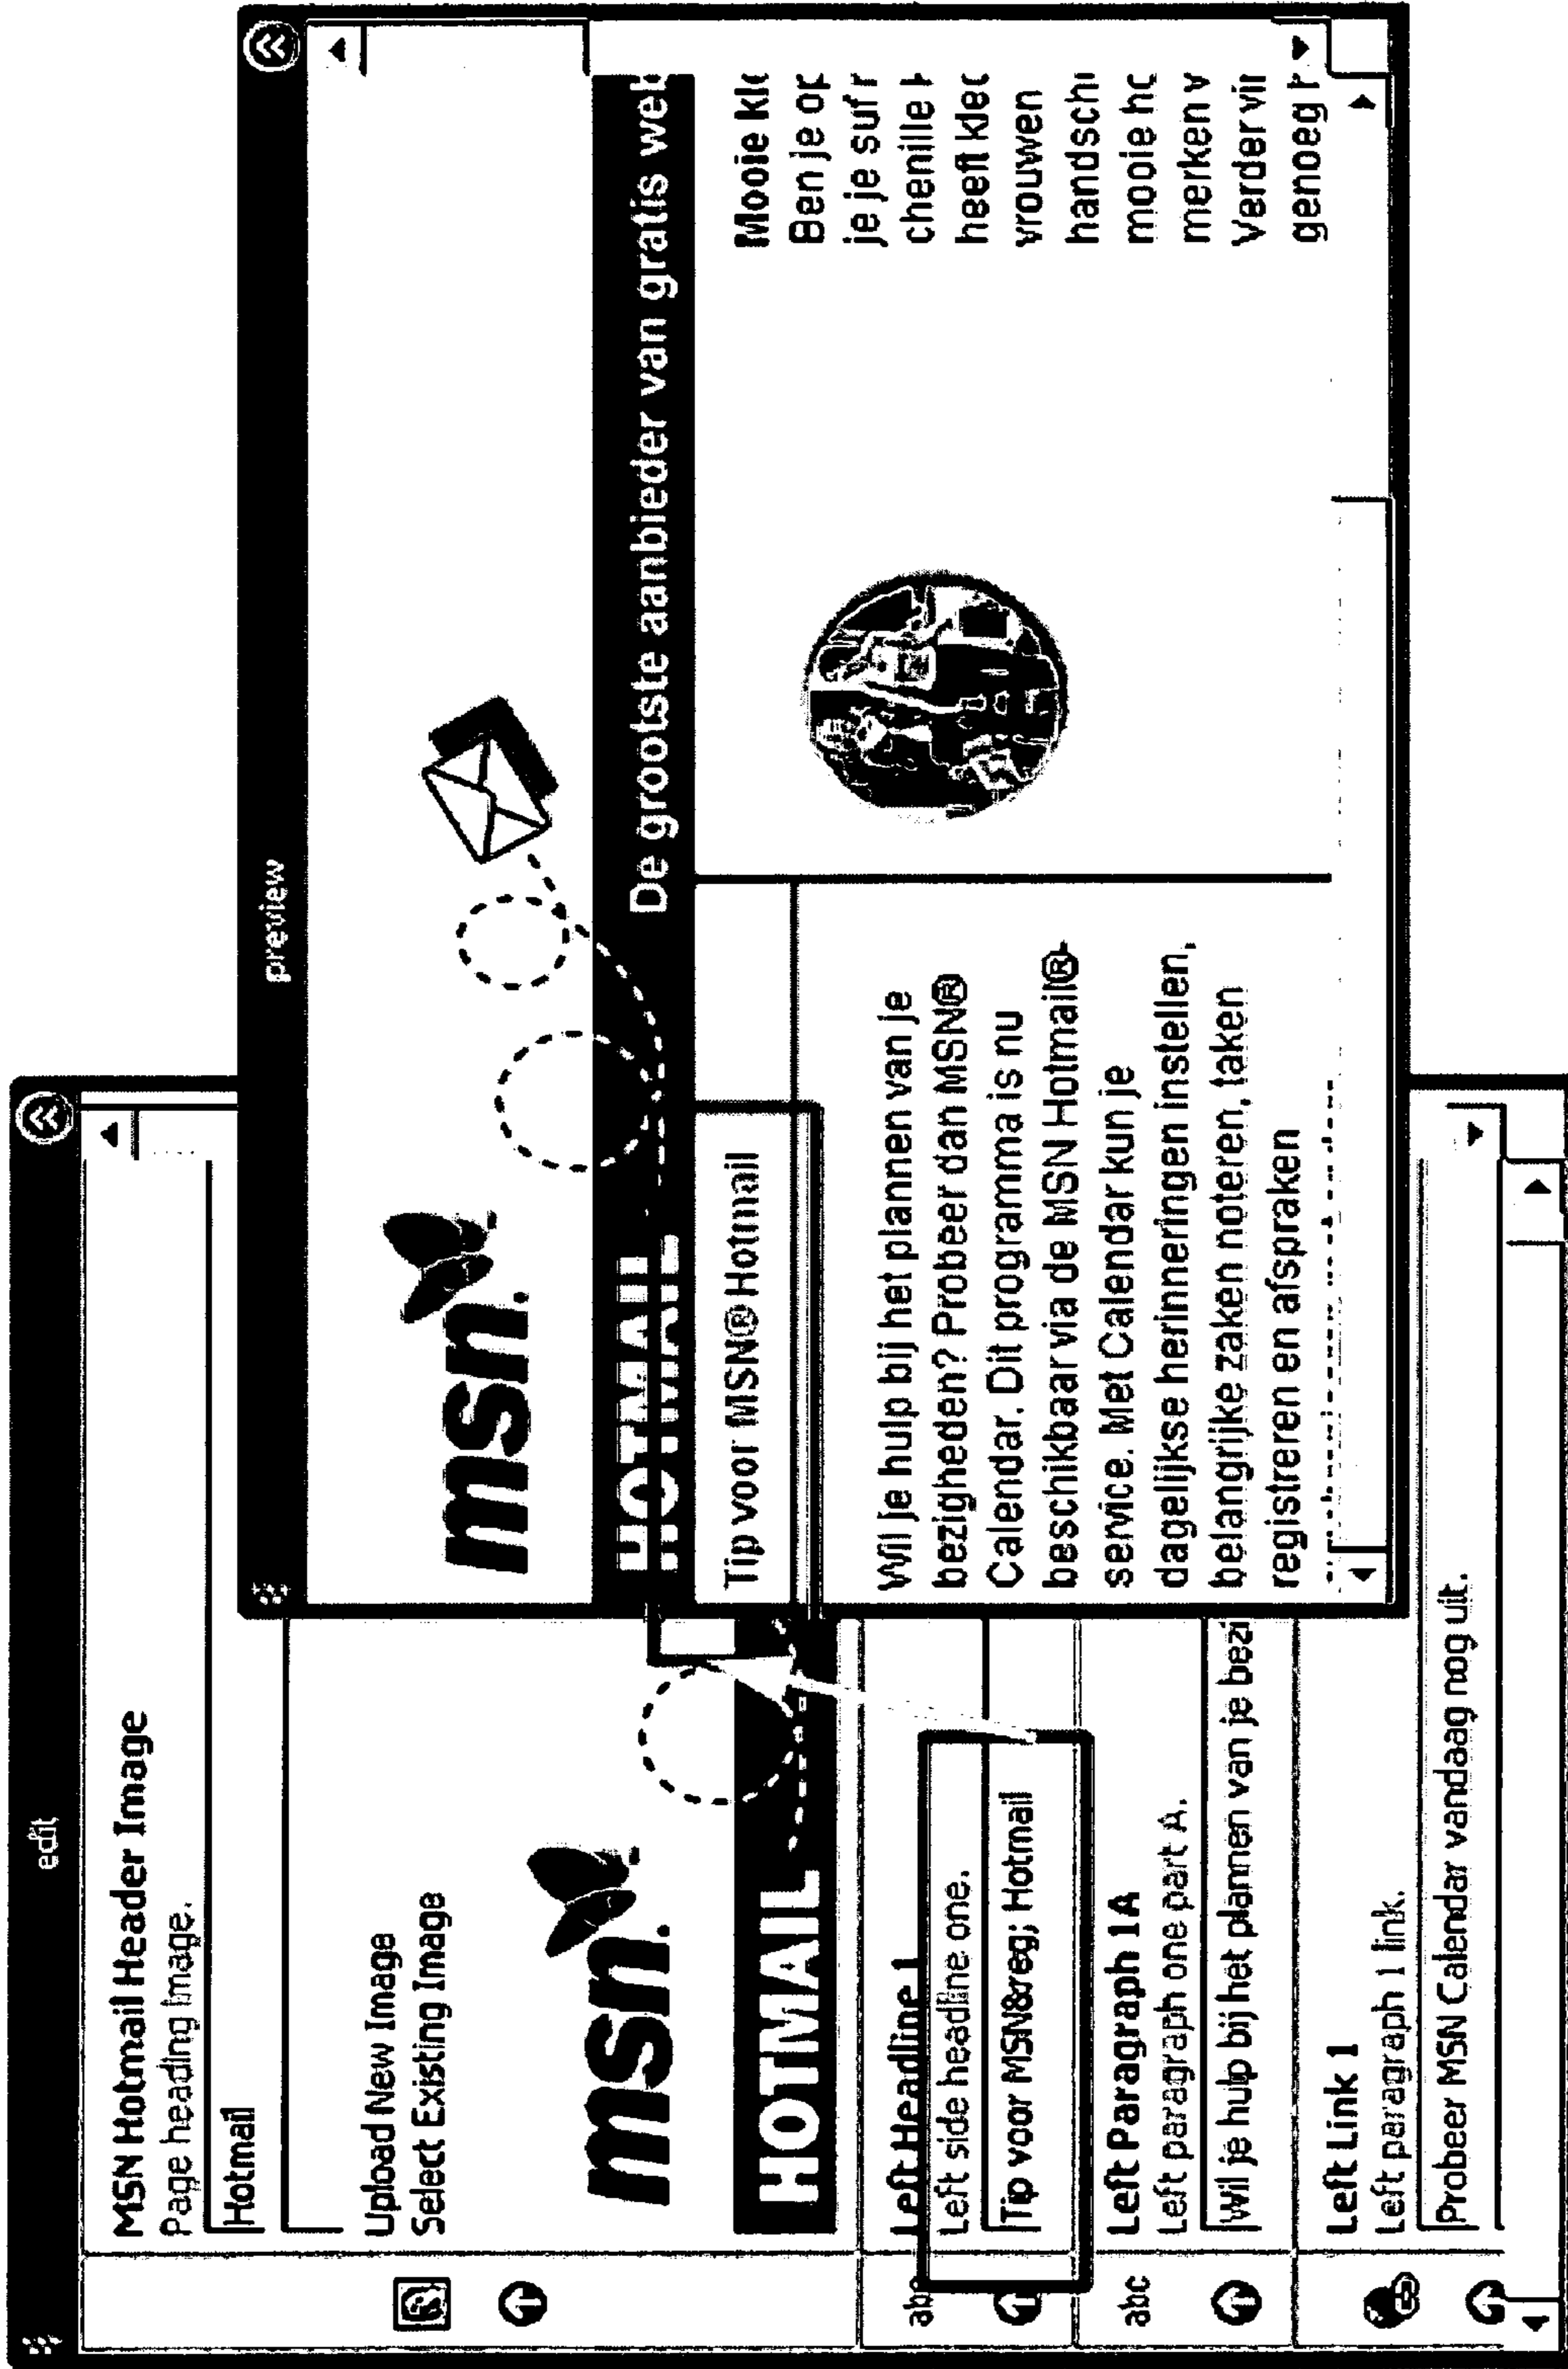 edit
MSN Hotmail Header Image
Page heading image.
Hotmail
Upload New Image
Select Existing Image
msn.
HOTMAIL
abc
Left Headline 1
Left side headline one.
Tip voor MSN&reg; Hotmail
abc
Left Paragraph 1A
Left paragraph one part A.
Wil je hulp bij het plannen van je bezi
Left Link 1
Left paragraph 1 link.
Probeer MSN Calendar vandaag nog uit.
preview
msn.
HOTMAIL
De grootste aanbieder van gratis web
Tip voor MSN® Hotmail
Wil je hulp bij het plannen van je
bezigheden? Probeer dan MSN®
Calendar. Dit programma is nu
beschikbaar via de MSN Hotmail®-
service. Met Calendar kun je
dagelijkse herinneringen instellen,
belangrijke zaken noteren, taken
registreren en afspraken
Mooie
Ben je op
je je suf
chenille
heeft
vrouwen
mooie
merken v
Verder
genoeg